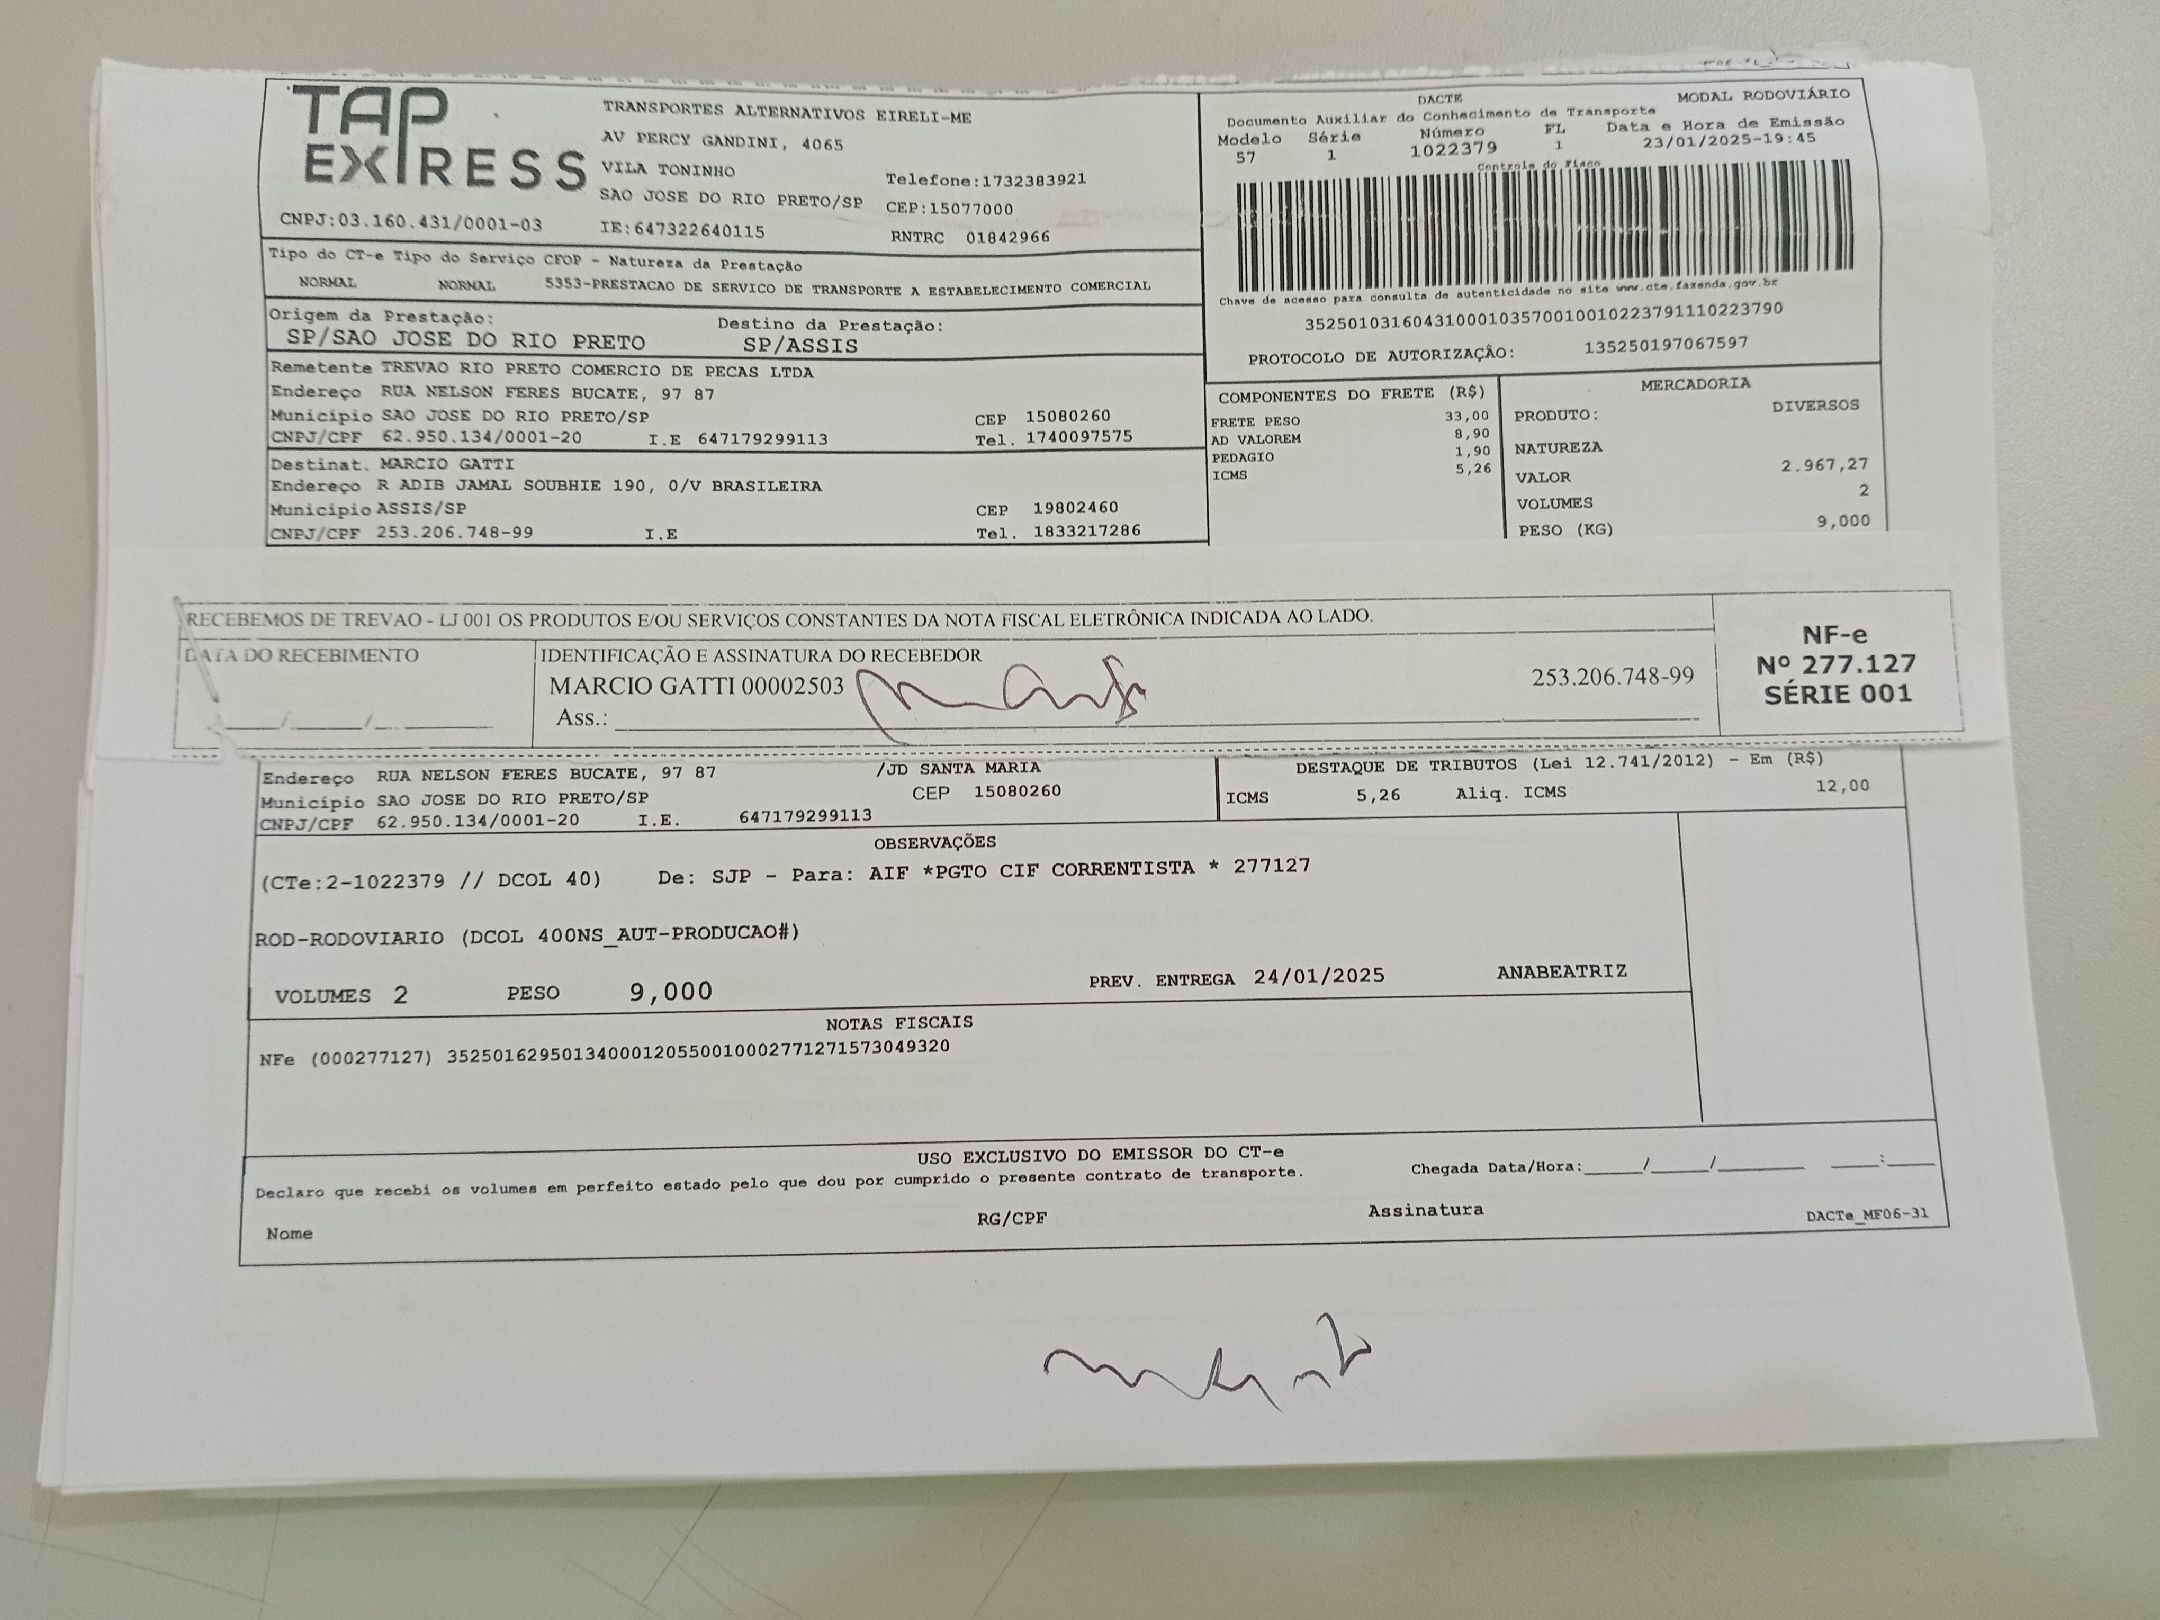 TAP EXPRESS
TRANSPORTES ALTERNATIVOS EIRELI-ME
AV PERCY GANDINI, 4065
VILA TONINHO
Telefone:1732383921
SAO JOSE DO RIO PRETO/SP CEP:15077000
CNPJ:03.160.431/0001-03 IE:647322640115 RNTRC 01842966
DACTE MODAL RODOVIÁRIO
Documento Auxiliar do Conhecimento de Transporte
Modelo Série Número FL Data e Hora de Emissão
57 1 1022379 1 23/01/2025-19:45
Controle do Fisco
Chave de acesso para consulta de autenticidade no site www.cte.fazenda.gov.br
35250103160431000103570010010223791110223790
PROTOCOLO DE AUTORIZAÇÃO: 135250197067597
Tipo do CT-e Tipo do Serviço CFOP - Natureza da Prestação
NORMAL NORMAL 5353-PRESTACAO DE SERVICO DE TRANSPORTE A ESTABELECIMENTO COMERCIAL
Origem da Prestação: Destino da Prestação:
SP/SAO JOSE DO RIO PRETO SP/ASSIS
Remetente TREVAO RIO PRETO COMERCIO DE PECAS LTDA
Endereço RUA NELSON FERES BUCATE, 97 87
Município SAO JOSE DO RIO PRETO/SP CEP 15080260
CNPJ/CPF 62.950.134/0001-20 I.E 647179299113 Tel. 1740097575
Destinat. MARCIO GATTI
Endereço R ADIB JAMAL SOUBHIE 190, 0/V BRASILEIRA
Município ASSIS/SP CEP 19802460
CNPJ/CPF 253.206.748-99 I.E Tel. 1833217286
COMPONENTES DO FRETE (R$)
FRETE PESO 33,00
AD VALOREM 8,90
PEDAGIO 1,90
ICMS 5,26
MERCADORIA
PRODUTO: DIVERSOS
NATUREZA
VALOR 2.967,27
VOLUMES 2
PESO (KG) 9,000
RECEBEMOS DE TREVAO - LJ 001 OS PRODUTOS E/OU SERVIÇOS CONSTANTES DA NOTA FISCAL ELETRÔNICA INDICADA AO LADO.
DATA DO RECEBIMENTO
IDENTIFICAÇÃO E ASSINATURA DO RECEBEDOR
MARCIO GATTI 00002503 253.206.748-99
Ass.:
NF-e
Nº 277.127
SÉRIE 001
Endereço RUA NELSON FERES BUCATE, 97 87 /JD SANTA MARIA
Município SAO JOSE DO RIO PRETO/SP CEP 15080260
CNPJ/CPF 62.950.134/0001-20 I.E. 647179299113
DESTAQUE DE TRIBUTOS (Lei 12.741/2012) - Em (R$)
ICMS 5,26 Aliq. ICMS 12,00
OBSERVAÇÕES
(CTe:2-1022379 // DCOL 40) De: SJP - Para: AIF *PGTO CIF CORRENTISTA * 277127
ROD-RODOVIARIO (DCOL 400NS_AUT-PRODUCAO#)
VOLUMES 2 PESO 9,000 PREV. ENTREGA 24/01/2025 ANABEATRIZ
NOTAS FISCAIS
NFe (000277127) 35250162950134000120550010002771271573049320
USO EXCLUSIVO DO EMISSOR DO CT-e
Declaro que recebi os volumes em perfeito estado pelo que dou por cumprido o presente contrato de transporte.
Chegada Data/Hora:_____/_____/_______ ____:____
Nome RG/CPF Assinatura DACTe_MF06-31